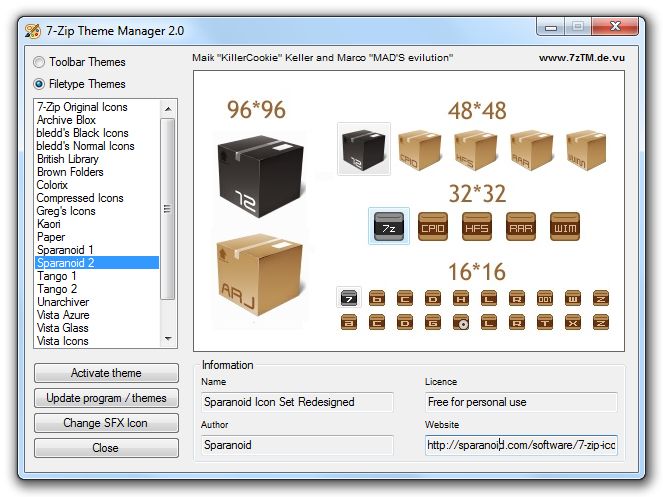 7-Zip Theme Manager 2.0
Toolbar Themes
Filetype Themes
Maik "KillerCookie" Keller and Marco "MAD'S evilution"
www.7zTM.de.vu
7-Zip Original Icons
Archive Blox
bledd's Black Icons
bledd's Normal Icons
British Library
Brown Folders
Colorix
Compressed Icons
Greg's Icons
Kaori
Paper
Sparanoid 1
Sparanoid 2
Tango 1
Tango 2
Unarchiver
Vista Azure
Vista Glass
Vista Icons
96*96
7Z
ARJ
48*48
7Z CPIO HFS RAR
32*32
7z CPIO HFS RAR WIM
16*16
7 b C D H L R 001 W Z
a C D G L R T X Z
Activate theme
Update program / themes
Change SFX Icon
Close
Information
Name
Sparanoid Icon Set Redesigned
Licence
Free for personal use
Author
Sparanoid
Website
http://sparanoid.com/software/7-zip-ico